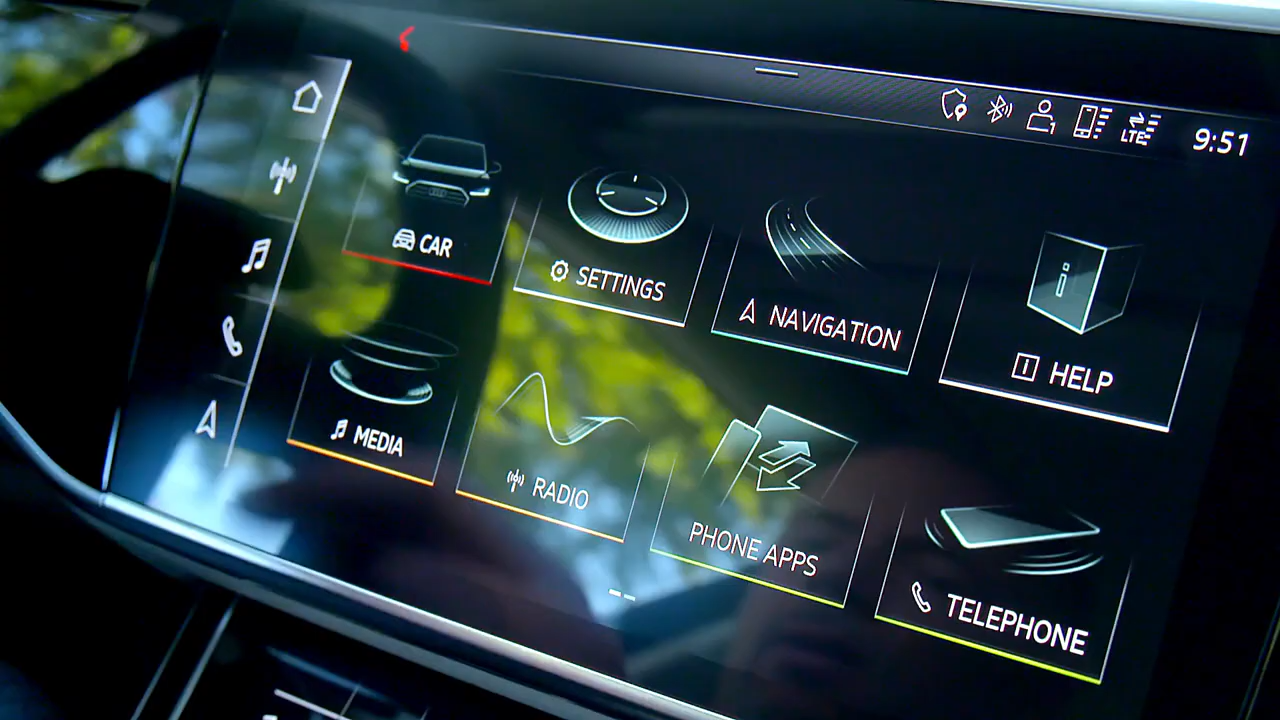 LTE 9:51
CAR
SETTINGS
NAVIGATION
i
HELP
MEDIA
RADIO
PHONE APPS
TELEPHONE